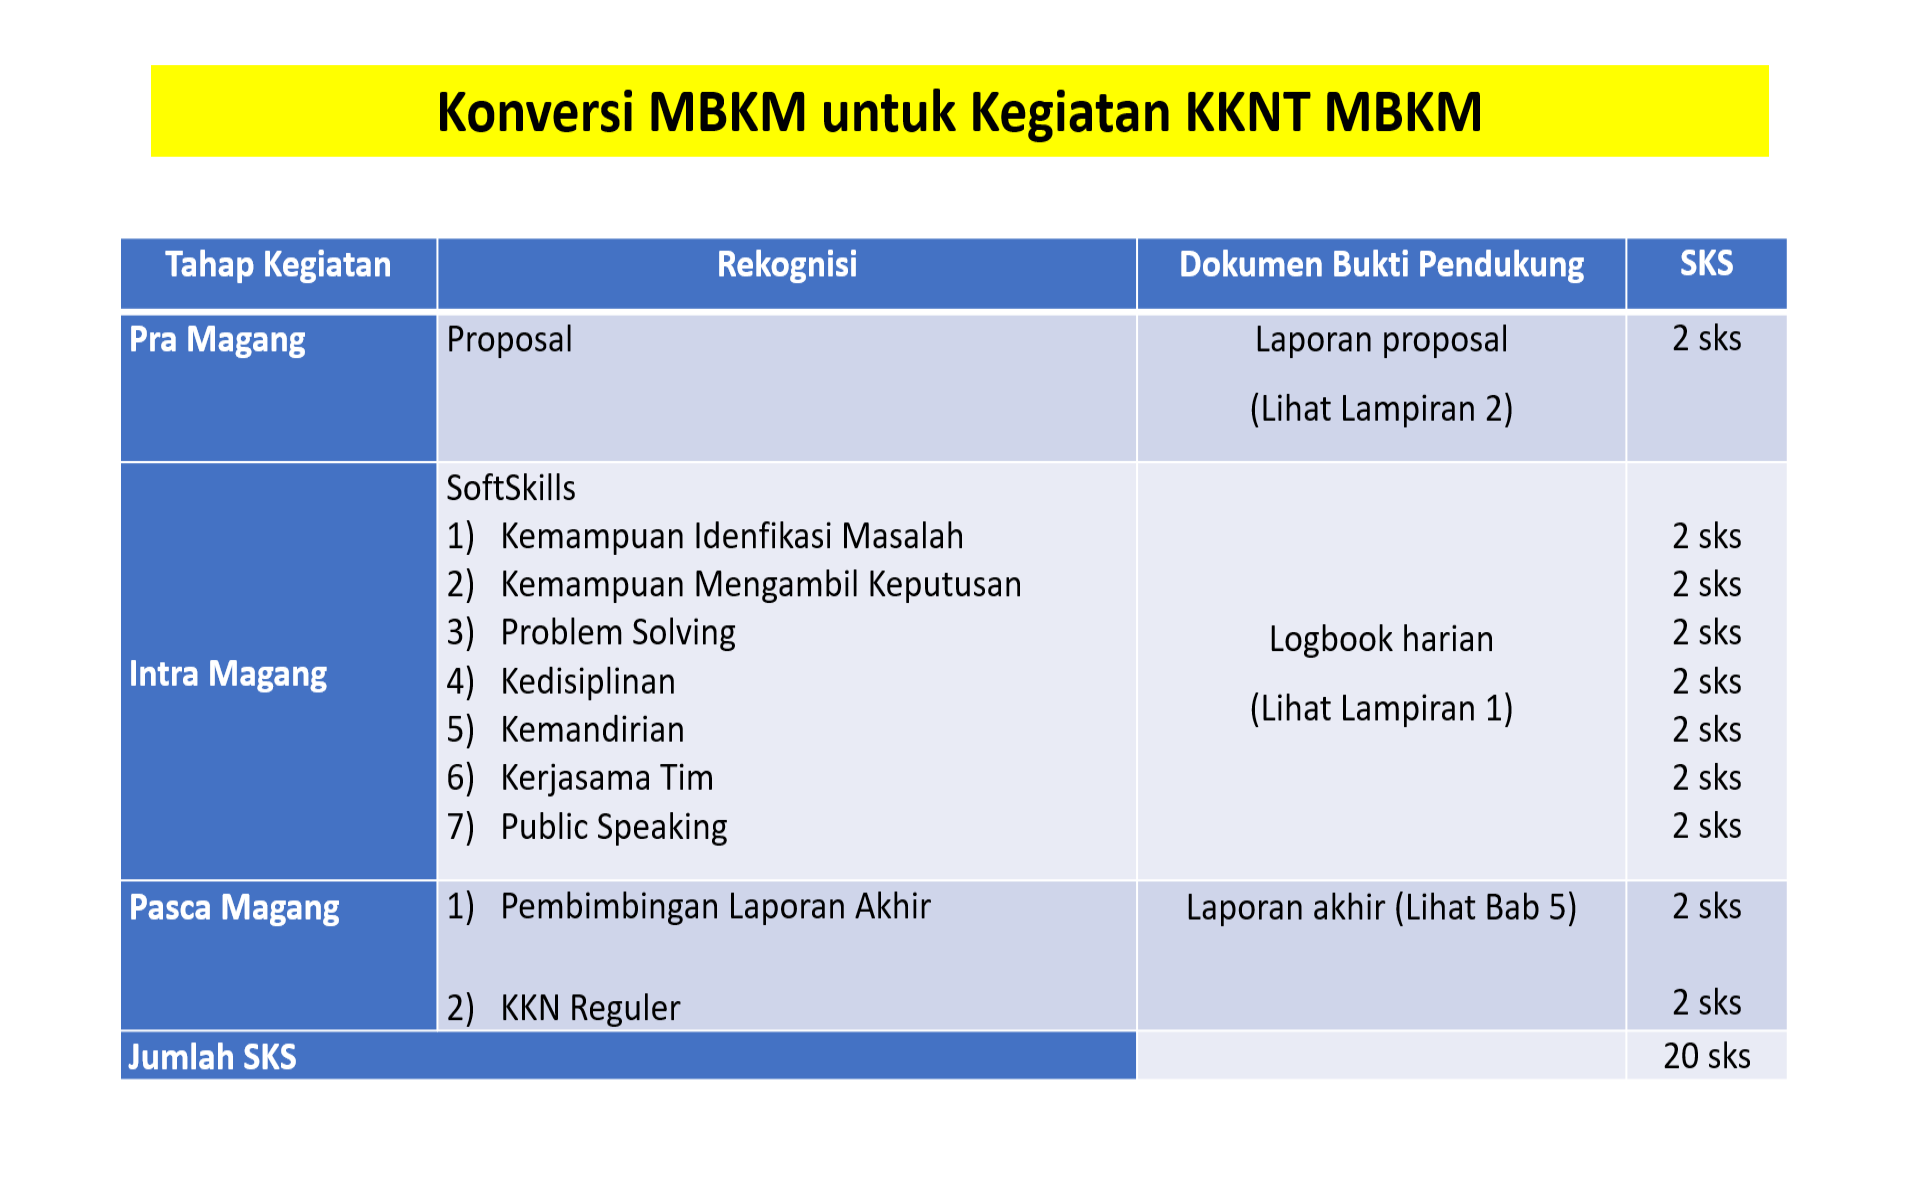 Konversi MBKM untuk Kegiatan KKNT MBKM
Tahap Kegiatan Rekognisi Dokumen Bukti Pendukung SKS
Pra Magang Proposal Laporan proposal 2 sks
(Lihat Lampiran 2)
SoftSkills
1) Kemampuan Idenfikasi Masalah 2 sks
2) Kemampuan Mengambil Keputusan 2 sks
3) Problem Solving 2 sks
Logbook harian
Intra Magang
4) Kedisiplinan 2 sks
(Lihat Lampiran 1)
5) Kemandirian 2 sks
6) Kerjasama Tim 2 sks
7) Public Speaking 2 sks
Pasca Magang 1) Pembimbingan Laporan Akhir Laporan akhir (Lihat Bab 5) 2 sks
2) KKN Reguler 2 sks
Jumlah SKS 20 sks